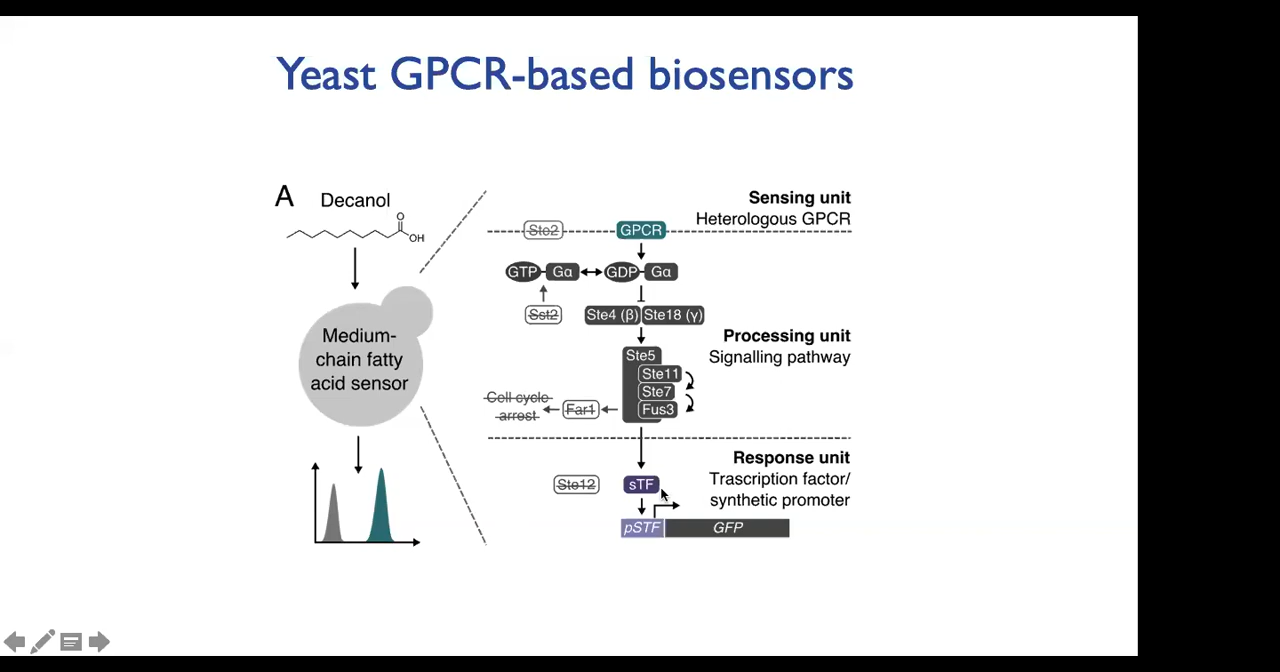 Yeast GPCR-based biosensors
A
Decanol
O
OH
Medium-
chain fatty
acid sensor
Sensing unit
Heterologous GPCR
Ste2
GPCR
GTP Gα GDP Gα
Sst2
Ste4 (β) Ste18 (γ)
Processing unit
Signalling pathway
Ste5
Ste11
Ste7
Fus3
Cell cycle
arrest
Far1
Response unit
Trascription factor/
synthetic promoter
Ste12
sTF
pSTF GFP